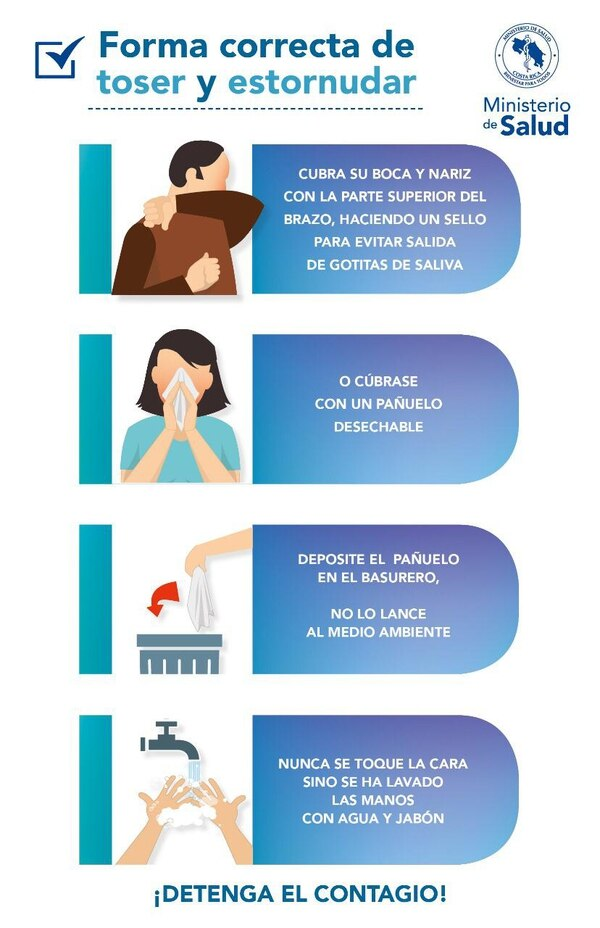 Forma correcta de
toser y estornudar
MINISTERIO DE SALUD
COSTA RICA
Ministerio
de Salud
CUBRA SU BOCA Y NARIZ
CON LA PARTE SUPERIOR DEL
BRAZO, HACIENDO UN SELLO
PARA EVITAR SALIDA
DE GOTITAS DE SALIVA
O CÚBRASE
CON UN PAÑUELO
DESECHABLE
DEPOSITE EL PAÑUELO
EN EL BASURERO,
NO LO LANCE
AL MEDIO AMBIENTE
NUNCA SE TOQUE LA CARA
SINO SE HA LAVADO
LAS MANOS
CON AGUA Y JABÓN
¡DETENGA EL CONTAGIO!